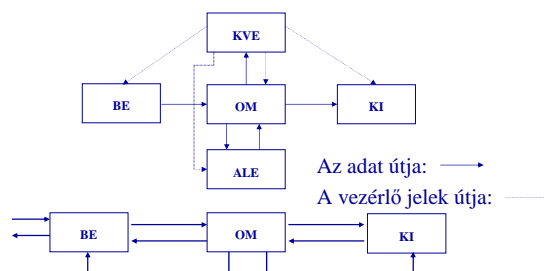 KVE
BE
OM
KI
ALE
Az adat útja:
A vezérlő jelek útja:
BE
OM
KI